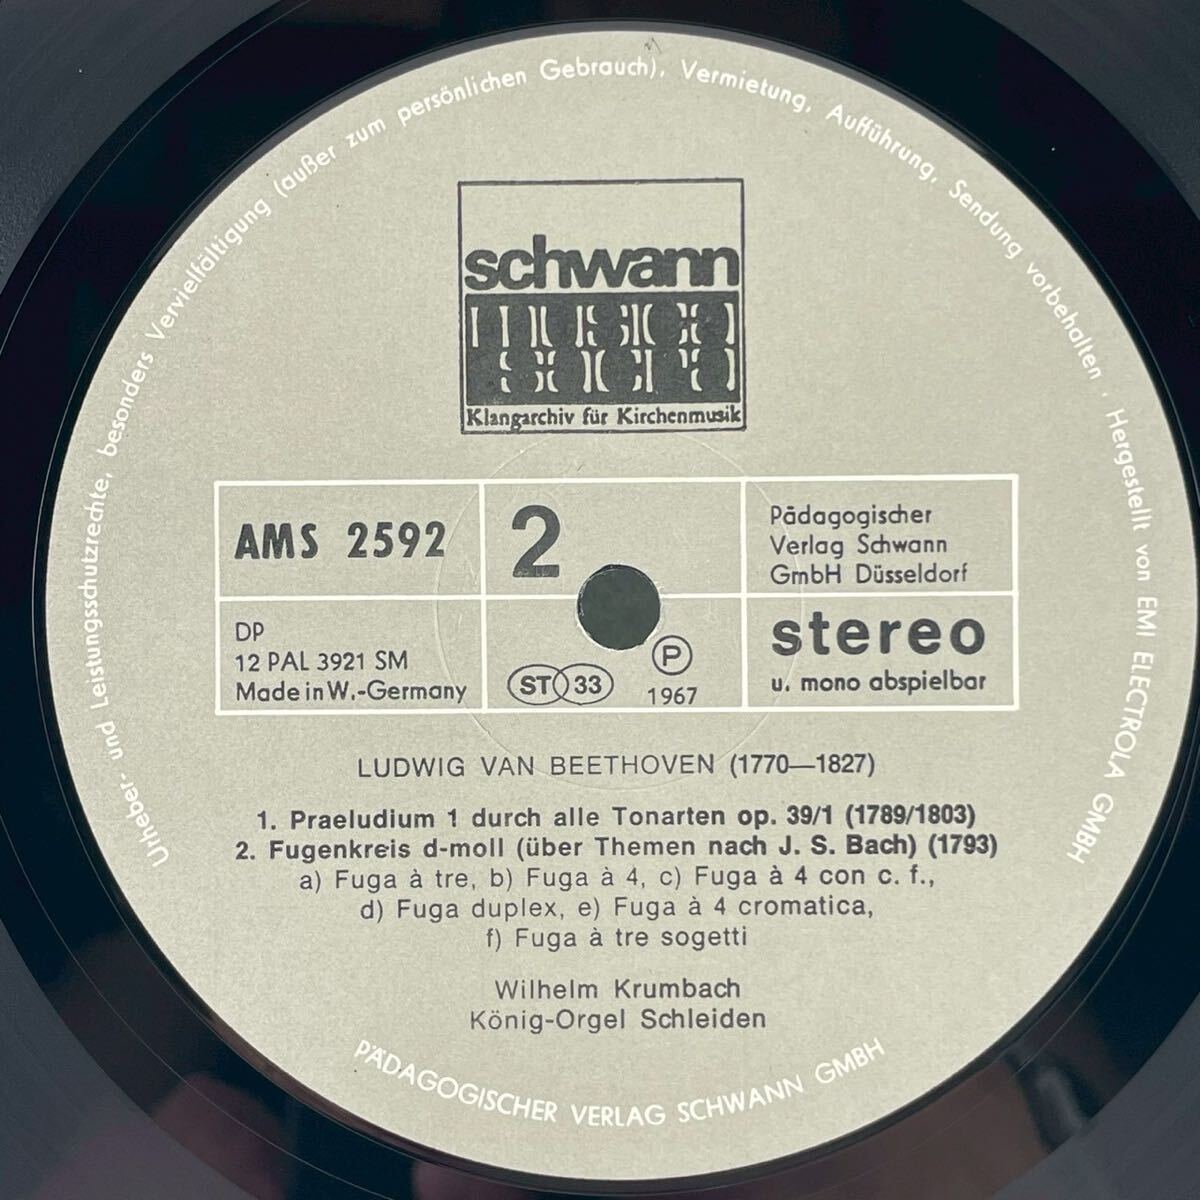 Urheber- und Leistungsschutzrechte, besonders Vervielfältigung (außer zum persönlichen Gebrauch), Vermietung, Aufführung, Sendung vorbehalten · Hergestellt von EMI ELECTROLA GMBH
schwann
Klangarchiv für Kirchenmusik
AMS 2592
2
Pädagogischer
Verlag Schwann
GmbH Düsseldorf
DP
12 PAL 3921 SM
Made in W.-Germany
ST 33
P
1967
stereo
u. mono abspielbar
LUDWIG VAN BEETHOVEN (1770—1827)
1. Praeludium 1 durch alle Tonarten op. 39/1 (1789/1803)
2. Fugenkreis d-moll (über Themen nach J. S. Bach) (1793)
a) Fuga à tre, b) Fuga à 4, c) Fuga à 4 con c. f.,
d) Fuga duplex, e) Fuga à 4 cromatica,
f) Fuga à tre sogetti
Wilhelm Krumbach
König-Orgel Schleiden
PÄDAGOGISCHER VERLAG SCHWANN GMBH